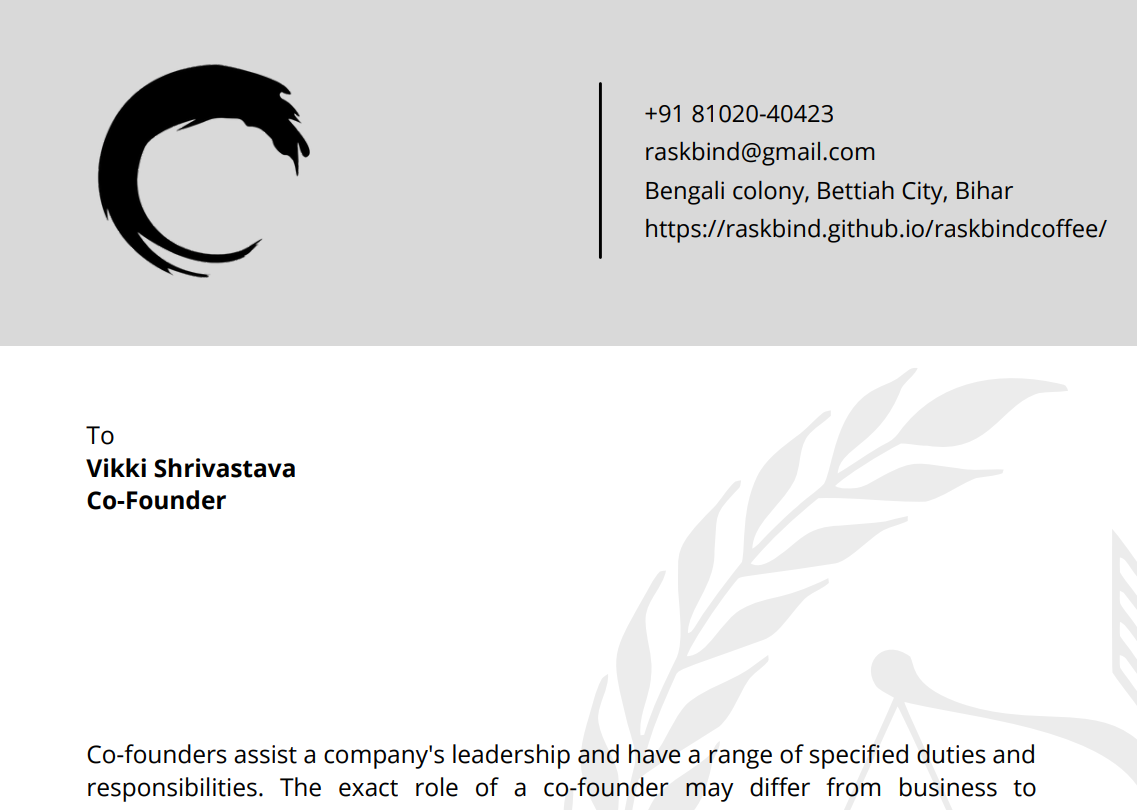 +91 81020-40423
raskbind@gmail.com
Bengali colony, Bettiah City, Bihar
https://raskbind.github.io/raskbindcoffee/
To
Vikki Shrivastava
Co-Founder
Co-founders assist a company's leadership and have a range of specified duties and
responsibilities. The exact role of a co-founder may differ from business to